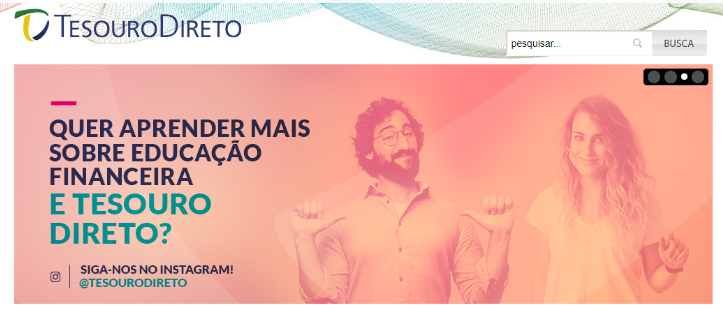 TESOURODIRETO
pesquisar...
BUSCA
QUER APRENDER MAIS
SOBRE EDUCAÇÃO
FINANCEIRA
E TESOURO
DIRETO?
SIGA-NOS NO INSTAGRAM!
@TESOURODIRETO